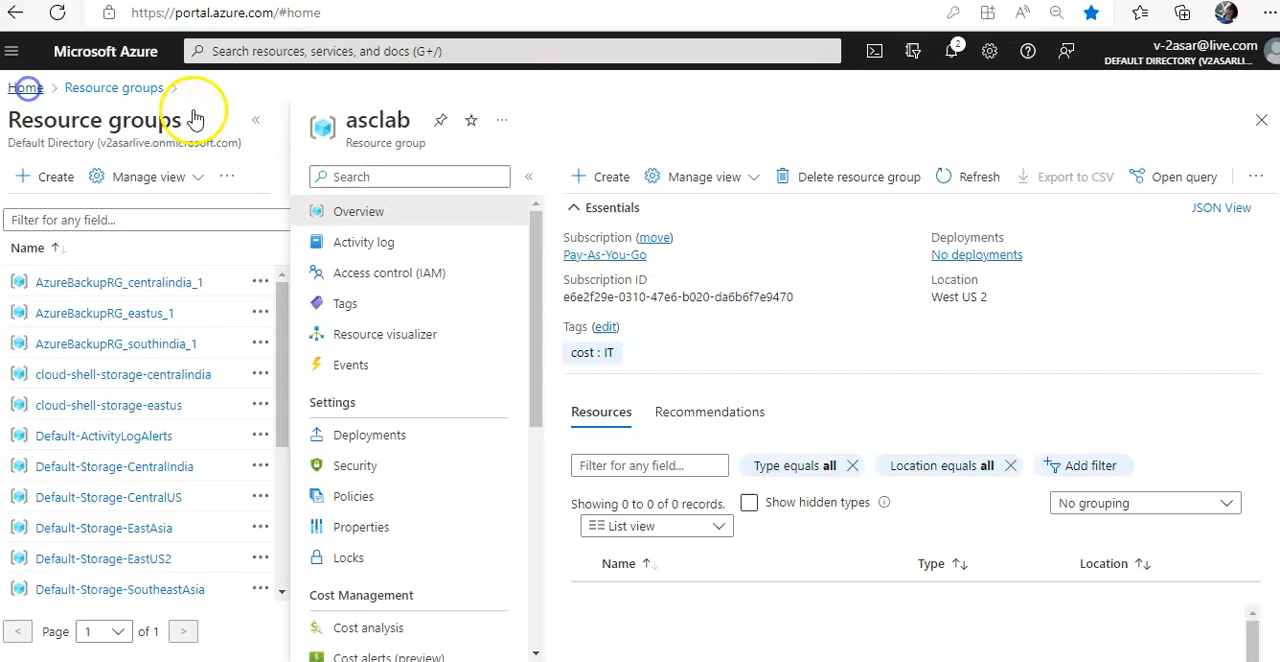 https://portal.azure.com/#home
Microsoft Azure
Search resources, services, and docs (G+/)
2
v-2asar@live.com
DEFAULT DIRECTORY (V2ASARLI...
Home > Resource groups >
Resource groups
Default Directory (v2asarlive.onmicrosoft.com)
Create
Manage view
Filter for any field...
Name
AzureBackupRG_centralindia_1
AzureBackupRG_eastus_1
AzureBackupRG_southindia_1
cloud-shell-storage-centralindia
cloud-shell-storage-eastus
Default-ActivityLogAlerts
Default-Storage-CentralIndia
Default-Storage-CentralUS
Default-Storage-EastAsia
Default-Storage-EastUS2
Default-Storage-SoutheastAsia
< Page 1 of 1 >
asclab
Resource group
Search
Overview
Activity log
Access control (IAM)
Tags
Resource visualizer
Events
Settings
Deployments
Security
Policies
Properties
Locks
Cost Management
Cost analysis
Cost alerts (preview)
Create
Manage view
Delete resource group
Refresh
Export to CSV
Open query
Essentials
JSON View
Subscription (move)
Pay-As-You-Go
Subscription ID
e6e2f29e-0310-47e6-b020-da6b6f7e9470
Deployments
No deployments
Location
West US 2
Tags (edit)
cost : IT
Resources
Recommendations
Filter for any field...
Type equals all
Location equals all
Add filter
Showing 0 to 0 of 0 records.
Show hidden types
No grouping
List view
Name
Type
Location